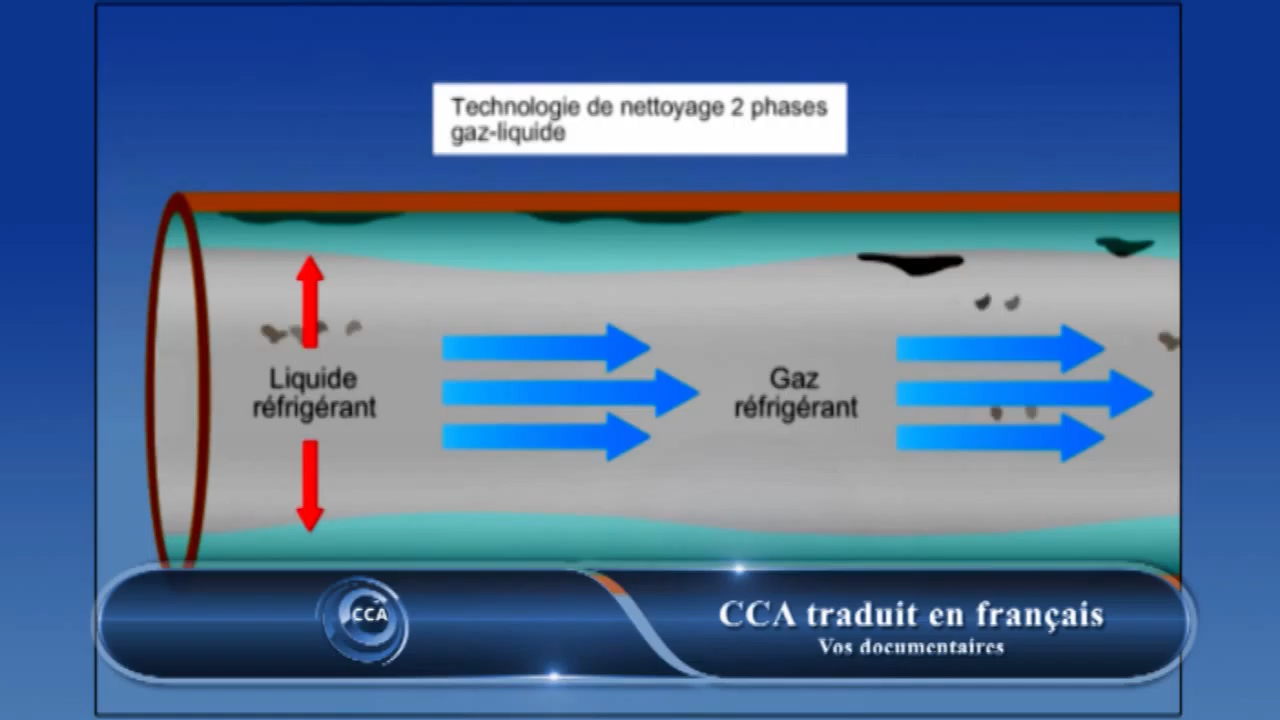 Technologie de nettoyage 2 phases
gaz-liquide
Liquide
réfrigérant
Gaz
réfrigérant
CCA
CCA traduit en français
Vos documentaires